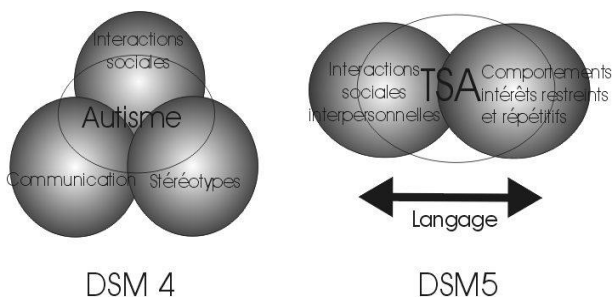 Interactions
sociales
Autisme
Communication
Stéréotypes
DSM 4
Interactions
sociales
interpersonnelles
TSA
Comportements
intérêts restreints
et répétitifs
Langage
DSM5